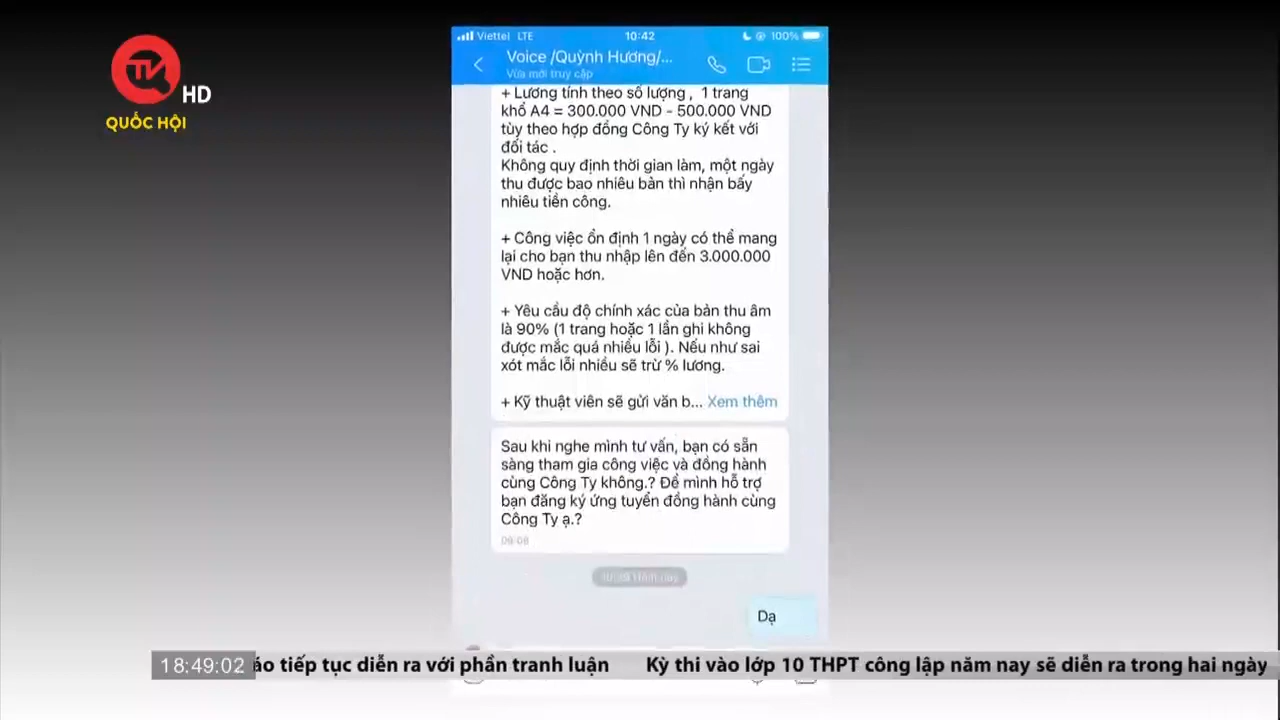 Viettel LTE
10:42
100%
TV
HD
QUỐC HỘI
Voice /Quỳnh Hương/...
Vừa mới truy cập
+ Lương tính theo số lượng , 1 trang
khổ A4 = 300.000 VND - 500.000 VND
tùy theo hợp đồng Công Ty ký kết với
đối tác .
Không quy định thời gian làm, một ngày
thu được bao nhiêu bản thì nhận bấy
nhiêu tiền công.
+ Công việc ổn định 1 ngày có thể mang
lại cho bạn thu nhập lên đến 3.000.000
VND hoặc hơn.
+ Yêu cầu độ chính xác của bản thu âm
là 90% (1 trang hoặc 1 lần ghi không
được mắc quá nhiều lỗi ). Nếu như sai
xót mắc lỗi nhiều sẽ trừ % lương.
+ Kỹ thuật viên sẽ gửi văn b... Xem thêm
Sau khi nghe mình tư vấn, bạn có sẵn
sàng tham gia công việc và đồng hành
cùng Công Ty không.? Để mình hỗ trợ
bạn đăng ký ứng tuyển đồng hành cùng
Công Ty ạ.?
09:08
Hôm nay
Dạ
18:49:02
áo tiếp tục diễn ra với phần tranh luận Kỳ thi vào lớp 10 THPT công lập năm nay sẽ diễn ra trong hai ngày